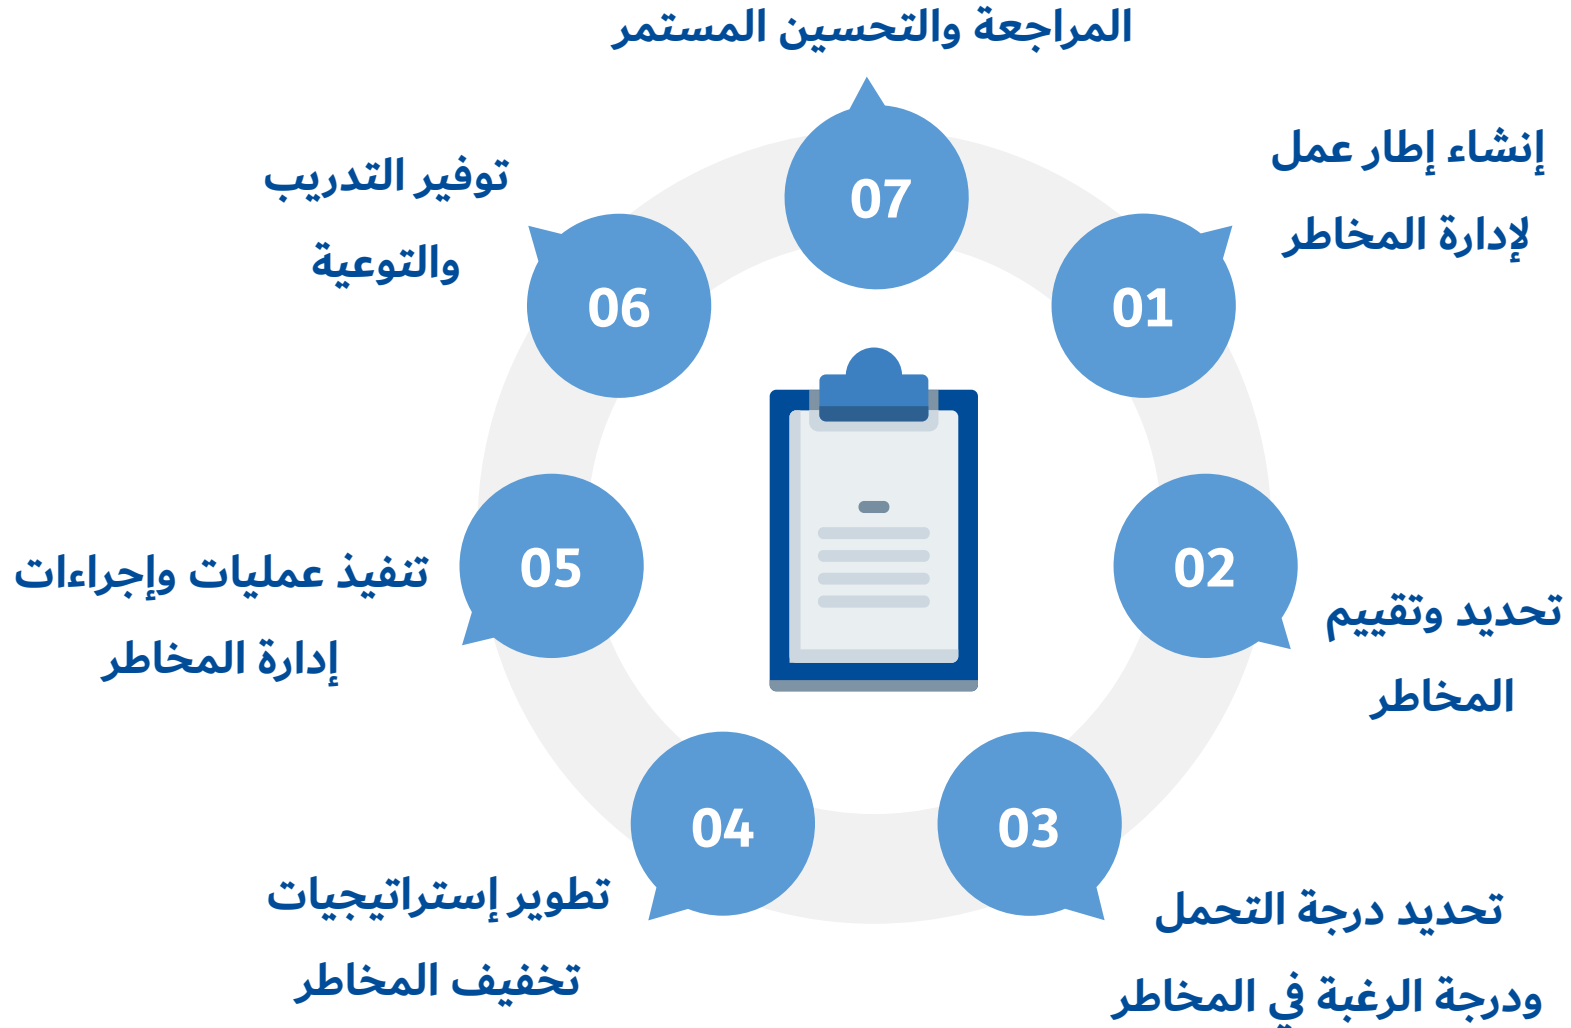 المراجعة والتحسين المستمر
07
إنشاء إطار عمل
لإدارة المخاطر
01
تحديد وتقييم
المخاطر
02
تحديد درجة التحمل
ودرجة الرغبة في المخاطر
03
تطوير إستراتيجيات
تخفيف المخاطر
04
تنفيذ عمليات وإجراءات
إدارة المخاطر
05
توفير التدريب
والتوعية
06